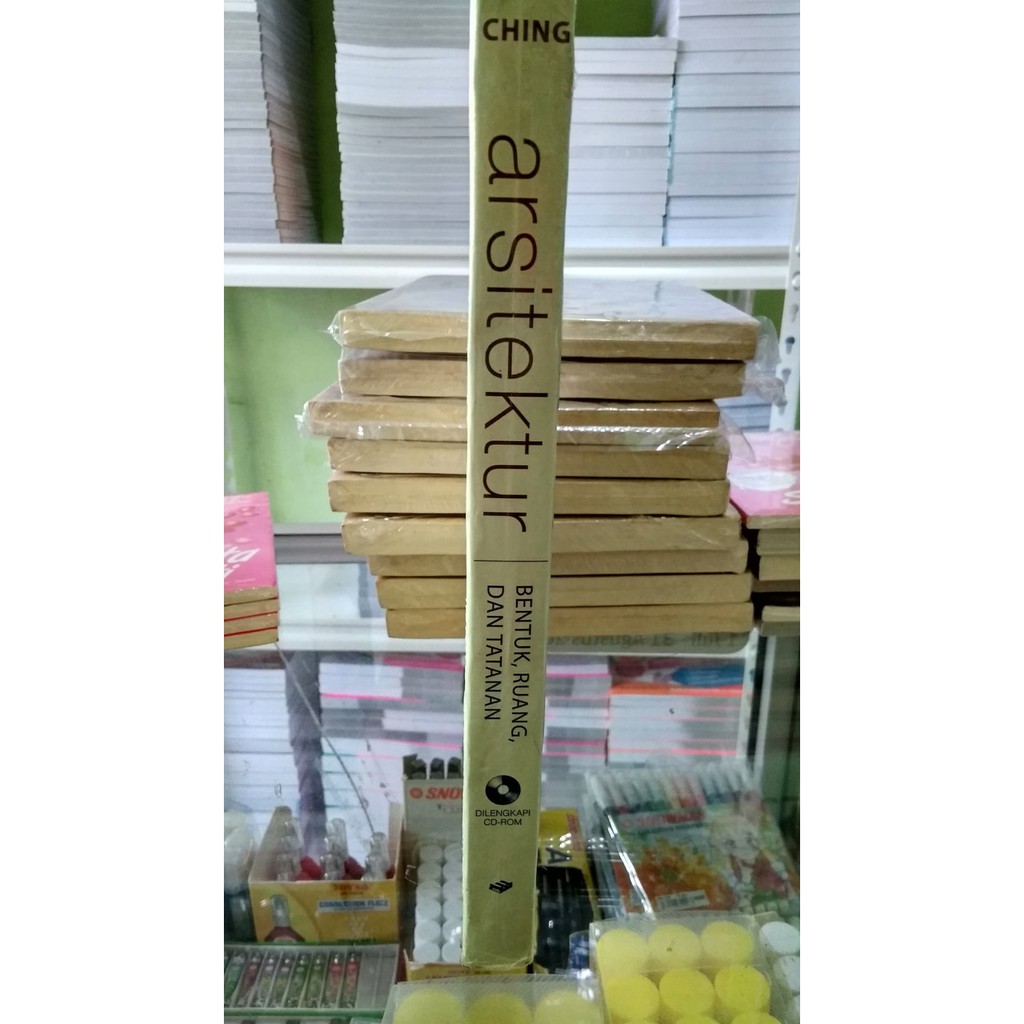 CHING
arsitektur
BENTUK, RUANG,
DAN TATANAN
DILENGKAPI
CD-ROM